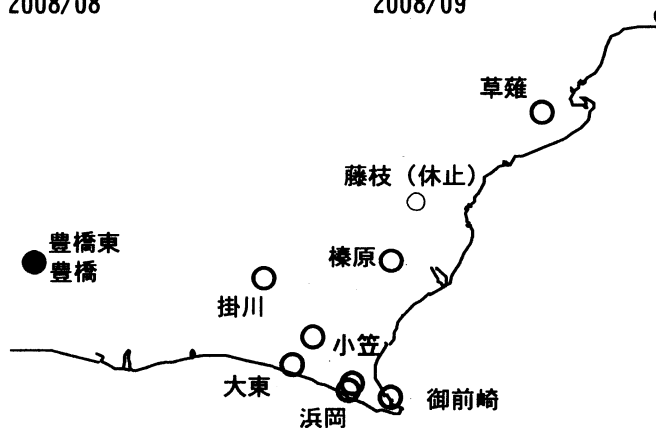 2008/08
2008/09
草薙
藤枝（休止）
豊橋東
豊橋
榛原
掛川
小笠
大東
御前崎
浜岡